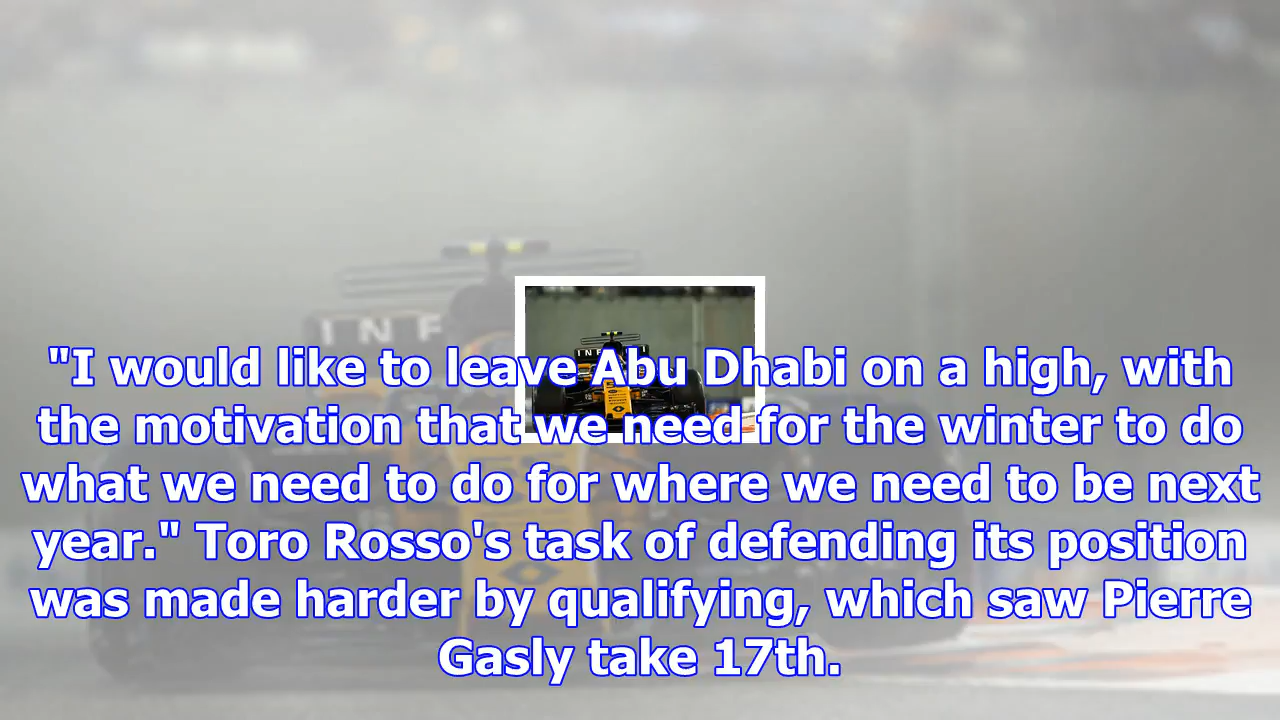 INF
"I would like to leave Abu Dhabi on a high, with
the motivation that we need for the winter to do
what we need to do for where we need to be next
year." Toro Rosso's task of defending its position
was made harder by qualifying, which saw Pierre
Gasly take 17th.